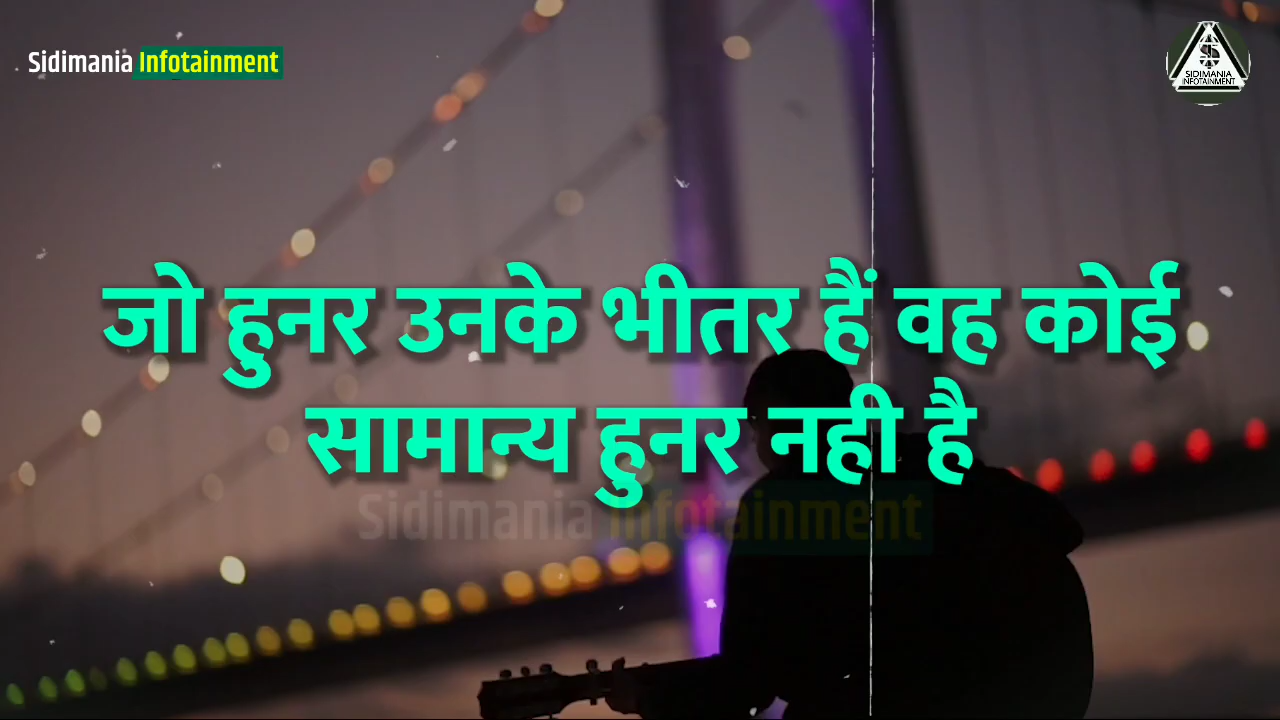 Sidimania Infotainment
$
SIDIMANIA
INFOTAINMENT
जो हुनर उनके भीतर हैं वह कोई
सामान्य हुनर नही है
Sidimania Infotainment